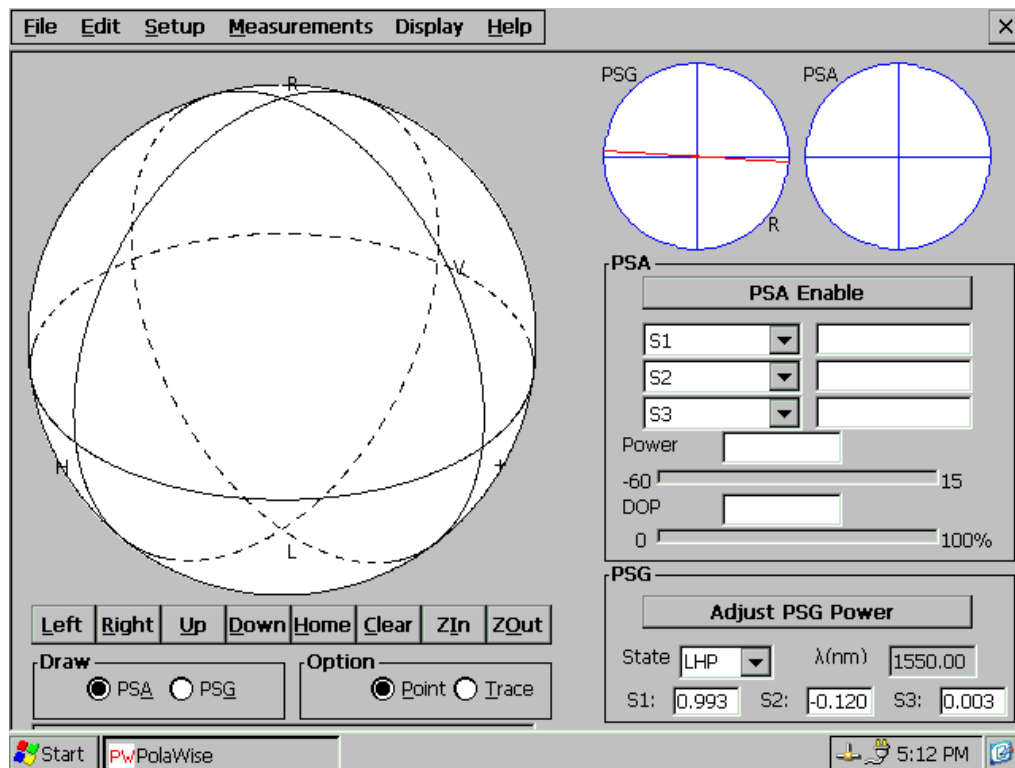 File Edit Setup Measurements Display Help
R
V
H
+
L
PSG PSA
R
PSA
PSA Enable
S1
S2
S3
Power
-60 15
DOP
0 100%
PSG
Adjust PSG Power
State LHP λ(nm) 1550.00
S1: 0.993 S2: -0.120 S3: 0.003
Left Right Up Down Home Clear ZIn ZOut
Draw
PSA PSG
Option
Point Trace
Start PW PolaWise 5:12 PM